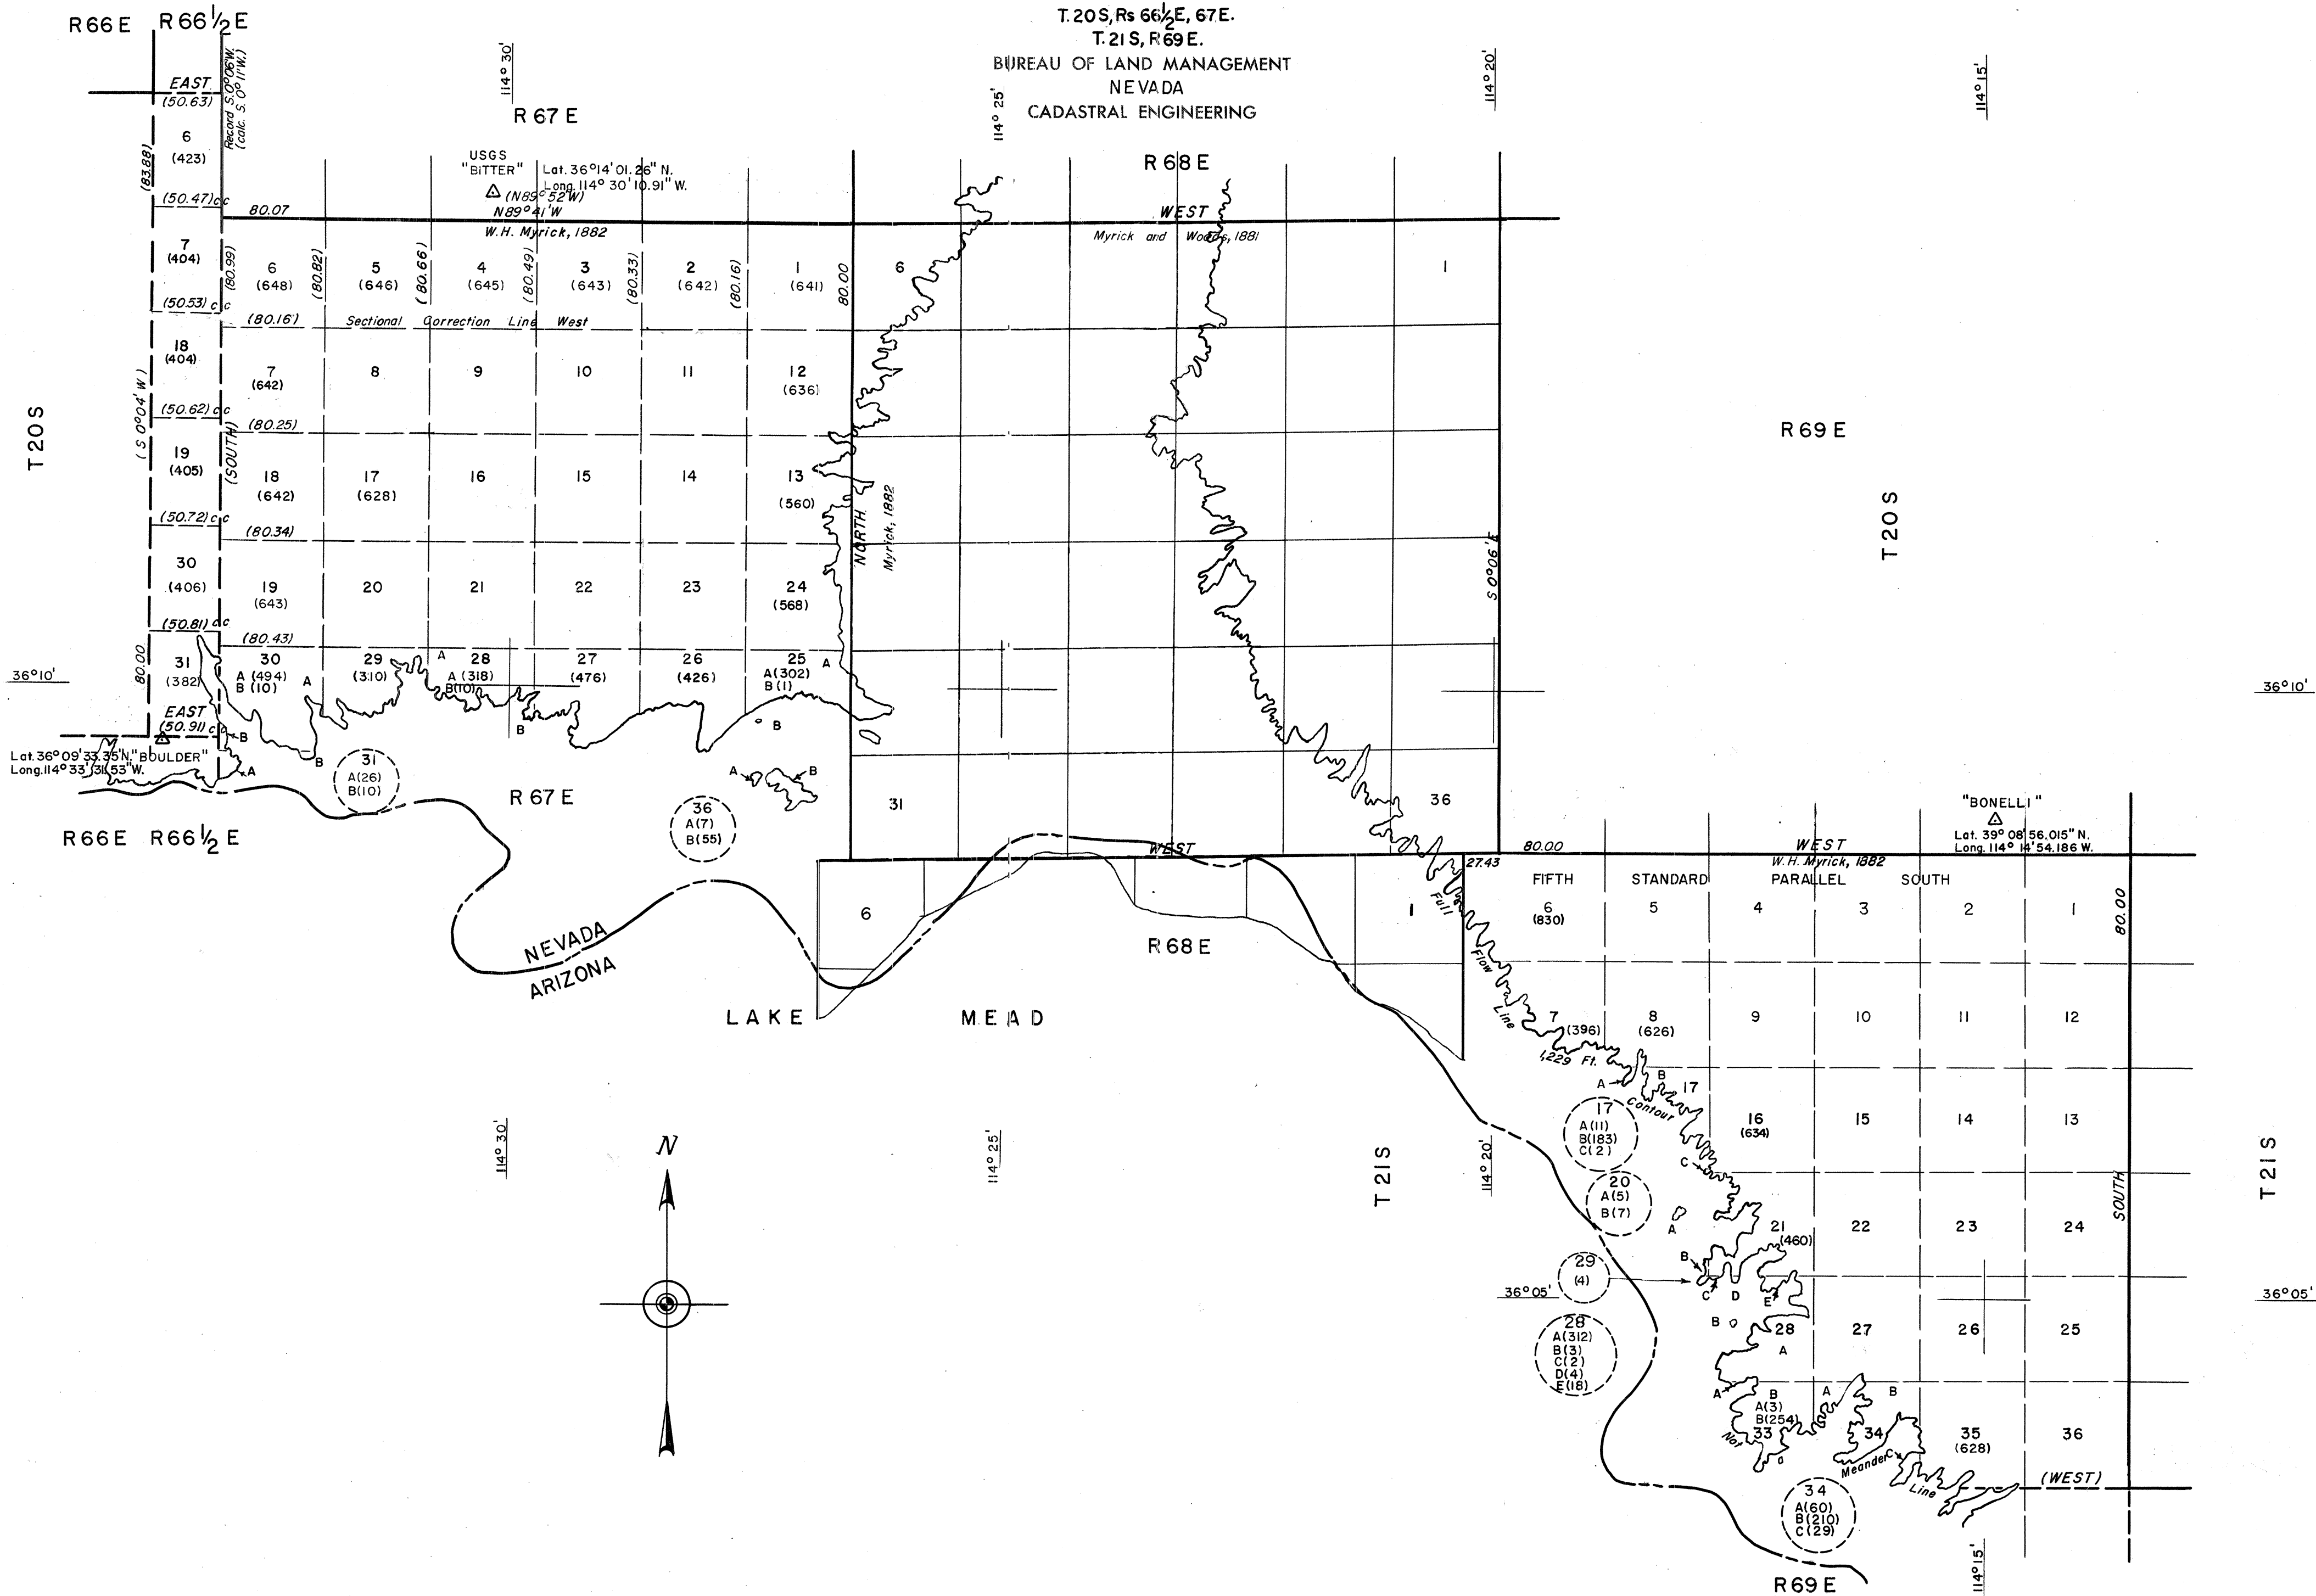 T. 20 S, Rs 66½E, 67E.
T. 21 S, R 69 E.
BUREAU OF LAND MANAGEMENT
NEVADA
CADASTRAL ENGINEERING
R 66 E R 66 ½ E
114° 30'
114° 25'
114° 20'
114° 15'
R 67 E
R 68 E
EAST
(50.63)
Record S. 0°06'W.
(calc. S. 0°11'W.)
6
(423)
(83.88)
(50.47) c c
80.07
USGS
"BITTER"
Lat. 36°14'01.26" N.
Long. 114° 30' 10.91" W.
(N89°52'W)
N89°41'W
W.H. Myrick, 1882
WEST
Myrick and Woods, 1881
7
(404)
(80.99)
6
(648)
(80.82)
5
(646)
(80.66)
4
(645)
(80.49)
3
(643)
(80.33)
2
(642)
(80.16)
1
(641)
80.00
6
1
(50.53) c c
(80.16)
Sectional Correction Line West
18
(404)
(S 0°04' W)
7
(642)
8
9
10
11
12
(636)
(50.62) c c
(80.25)
T 20 S
R 69 E
19
(405)
(SOUTH)
18
(642)
17
(628)
16
15
14
13
(560)
NORTH
Myrick, 1882
T 20 S
(50.72) c c
(80.34)
30
(406)
19
(643)
20
21
22
23
24
(568)
S 0°06'E
(50.81) c c
(80.43)
80.00
31
(382)
30
A (494)
B (10)
A
29
(310)
A
28
A (318)
B(10)
27
(476)
26
(426)
25
A(302)
B (1)
A
36°10'
36°10'
EAST
(50.91) c c
B
B
B
Lat. 36°09'33.35"N. "BOULDER"
Long. 114°33'31.53"W.
A
B
31
A(26)
B(10)
A
B
R 67 E
36
A(7)
B(55)
31
36
R 66 E R 66 ½ E
WEST
27.43
80.00
WEST
"BONELLI"
Lat. 39° 08' 56.015" N.
Long. 114° 14' 54.186 W.
W. H. Myrick, 1882
FIFTH STANDARD PARALLEL SOUTH
6
1
6
(830)
5
4
3
2
1
80.00
Full
Flow
Line
NEVADA
ARIZONA
R 68 E
LAKE MEAD
7
(396)
8
(626)
9
10
11
12
1,229 Ft.
A
B
17
Contour
17
A(11)
B(183)
C(2)
16
(634)
15
14
13
C
114° 30'
114° 25'
T 21 S
114° 20'
T 21 S
N
20
A(5)
B(7)
A
21
(460)
22
23
24
SOUTH
B
29
(4)
C
D
E
36°05'
36°05'
B
28
A(312)
B(3)
C(2)
D(4)
E(18)
28
A
27
26
25
A
B
A(3)
B(254)
33
A
B
34
C
35
(628)
36
Not
a
Meander
Line
(WEST)
34
A(60)
B(210)
C(29)
R 69 E
114° 15'